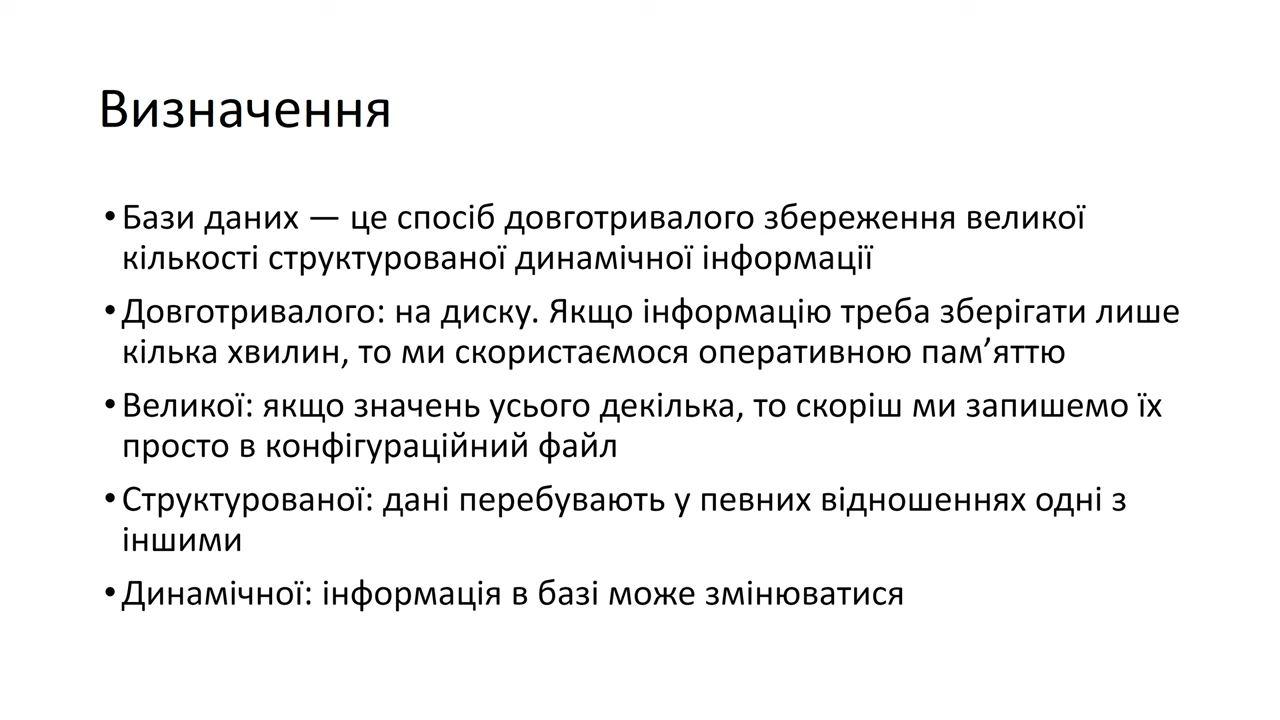 Визначення
• Бази даних — це спосіб довготривалого збереження великої
кількості структурованої динамічної інформації
• Довготривалого: на диску. Якщо інформацію треба зберігати лише
кілька хвилин, то ми скористаємося оперативною пам’яттю
• Великої: якщо значень усього декілька, то скоріш ми запишемо їх
просто в конфігураційний файл
• Структурованої: дані перебувають у певних відношеннях одні з
іншими
• Динамічної: інформація в базі може змінюватися